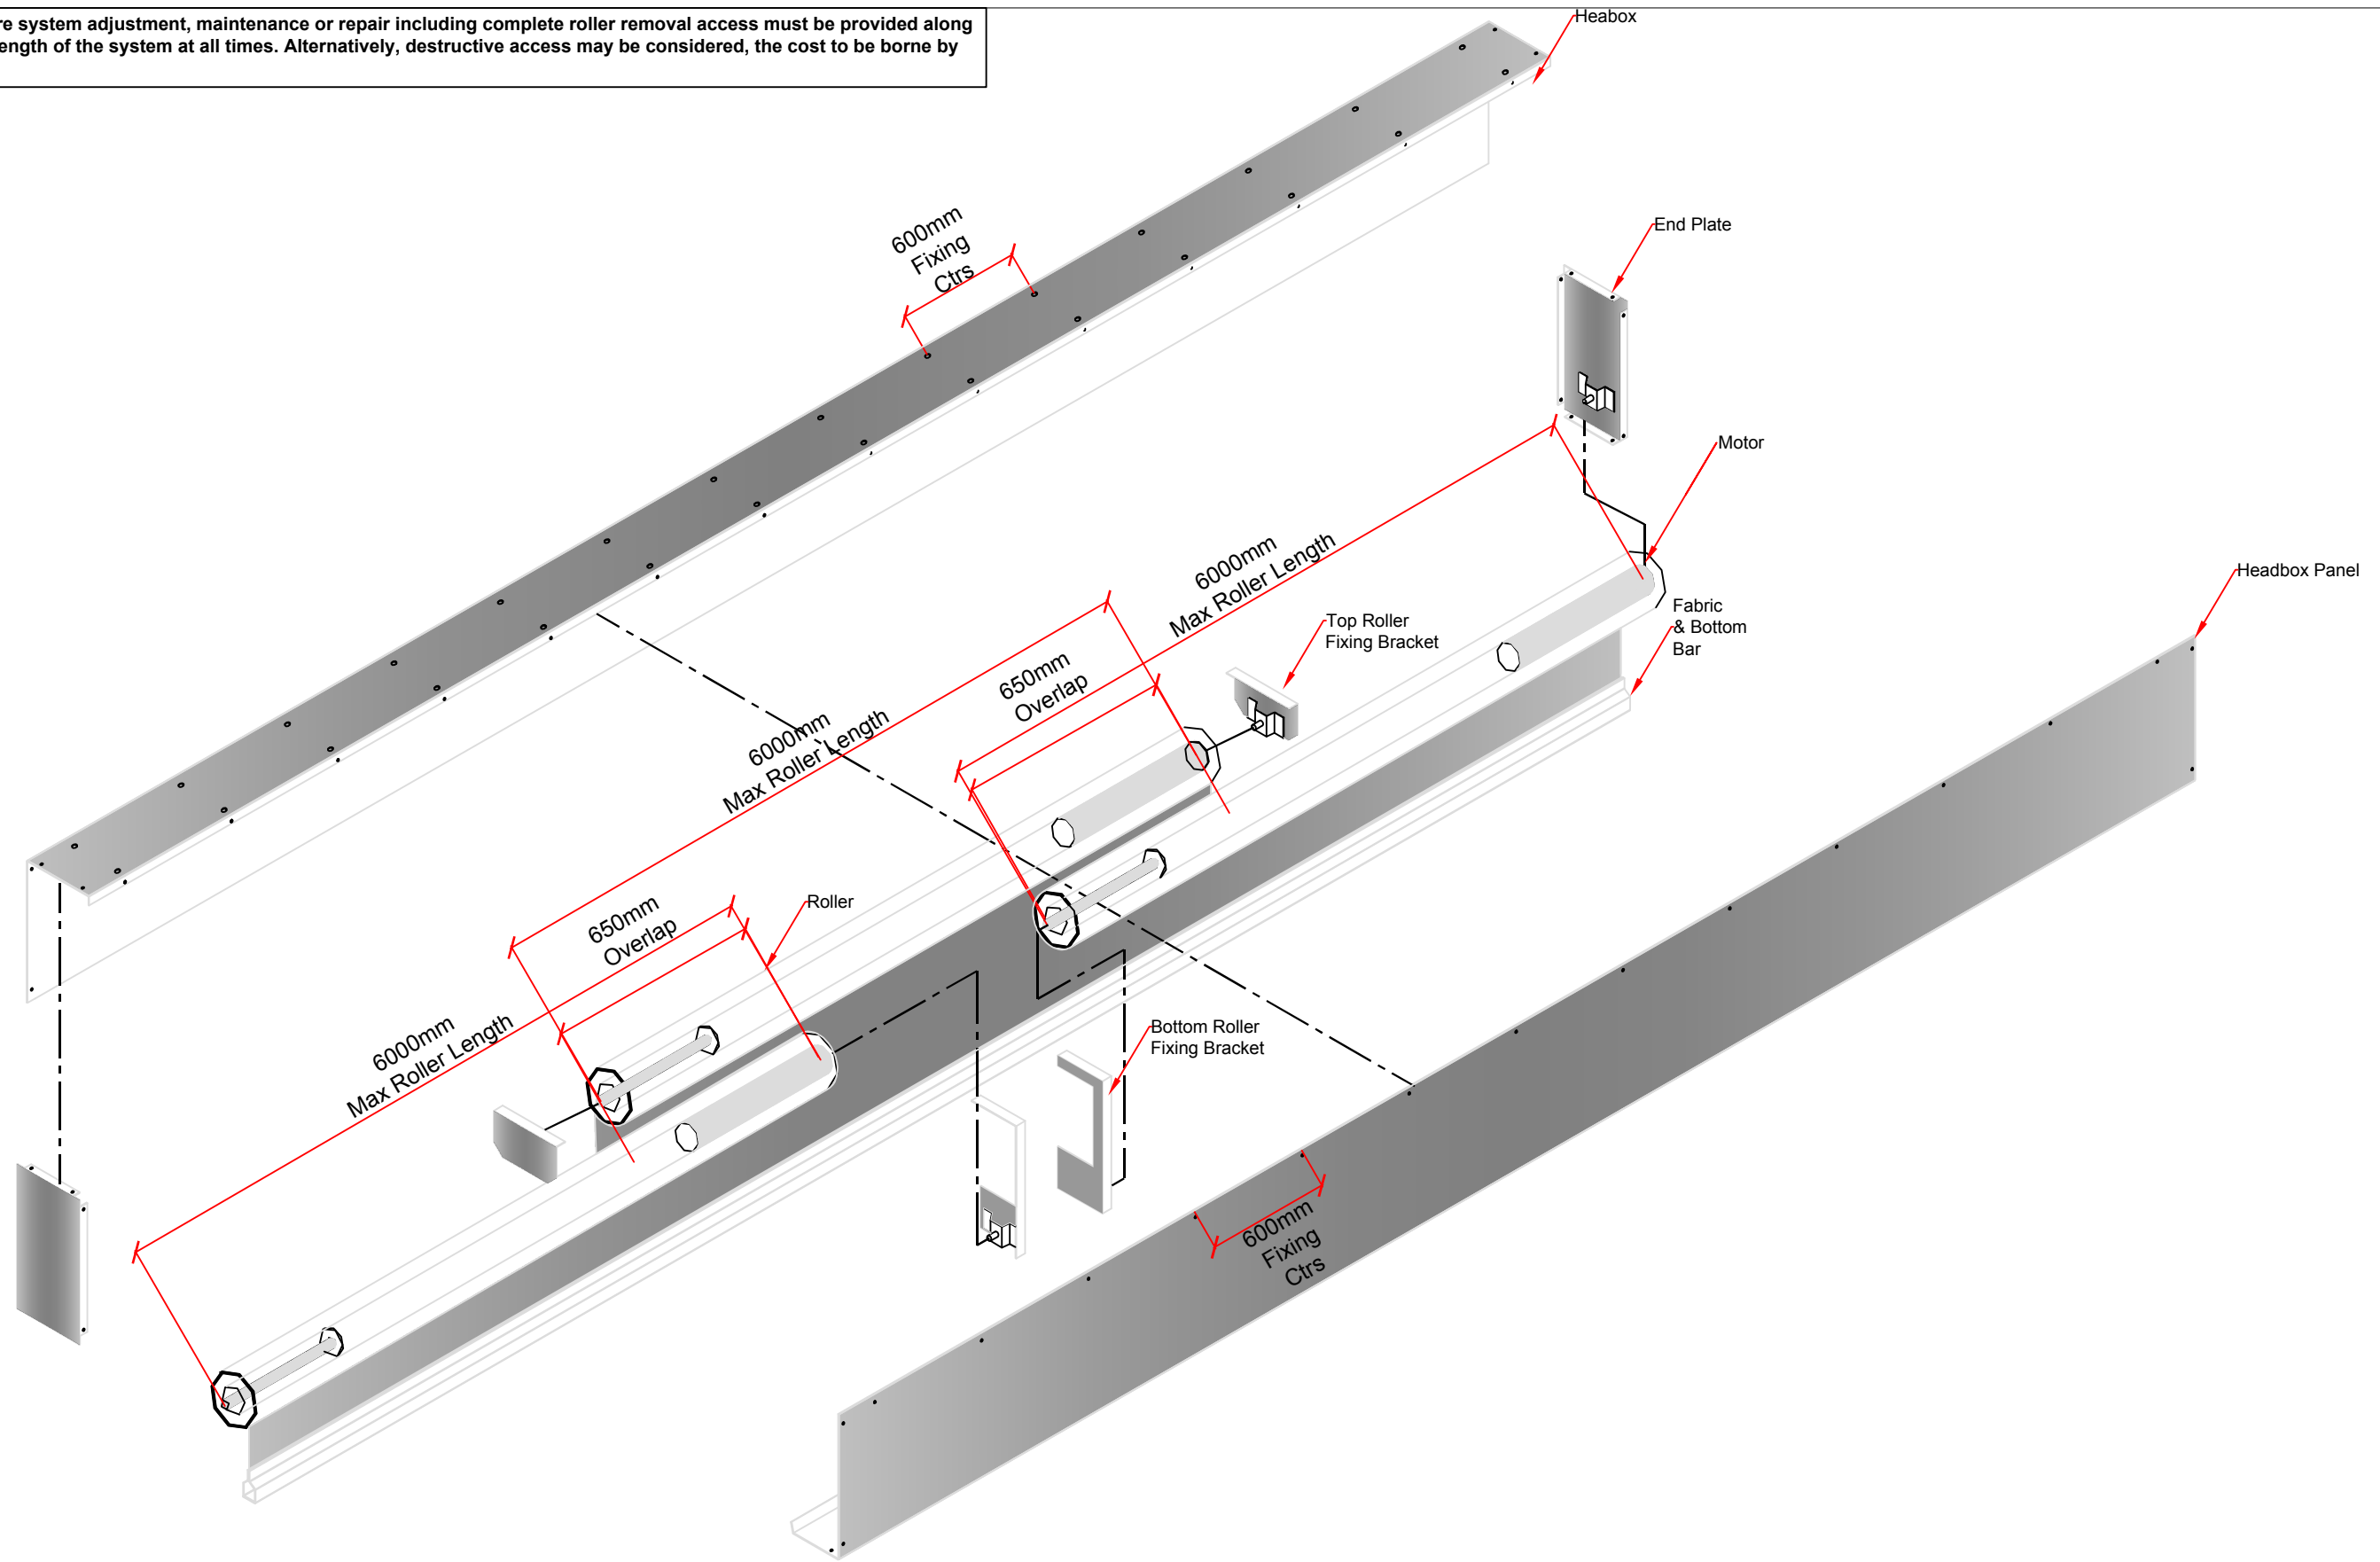 re system adjustment, maintenance or repair including complete roller removal access must be provided along
ength of the system at all times. Alternatively, destructive access may be considered, the cost to be borne by
Heabox
600mm
Fixing
Ctrs
End Plate
Motor
6000mm
Max Roller Length
Headbox Panel
Fabric
& Bottom
Bar
Top Roller
Fixing Bracket
650mm
Overlap
6000mm
Max Roller Length
Roller
650mm
Overlap
6000mm
Max Roller Length
Bottom Roller
Fixing Bracket
600mm
Fixing
Ctrs